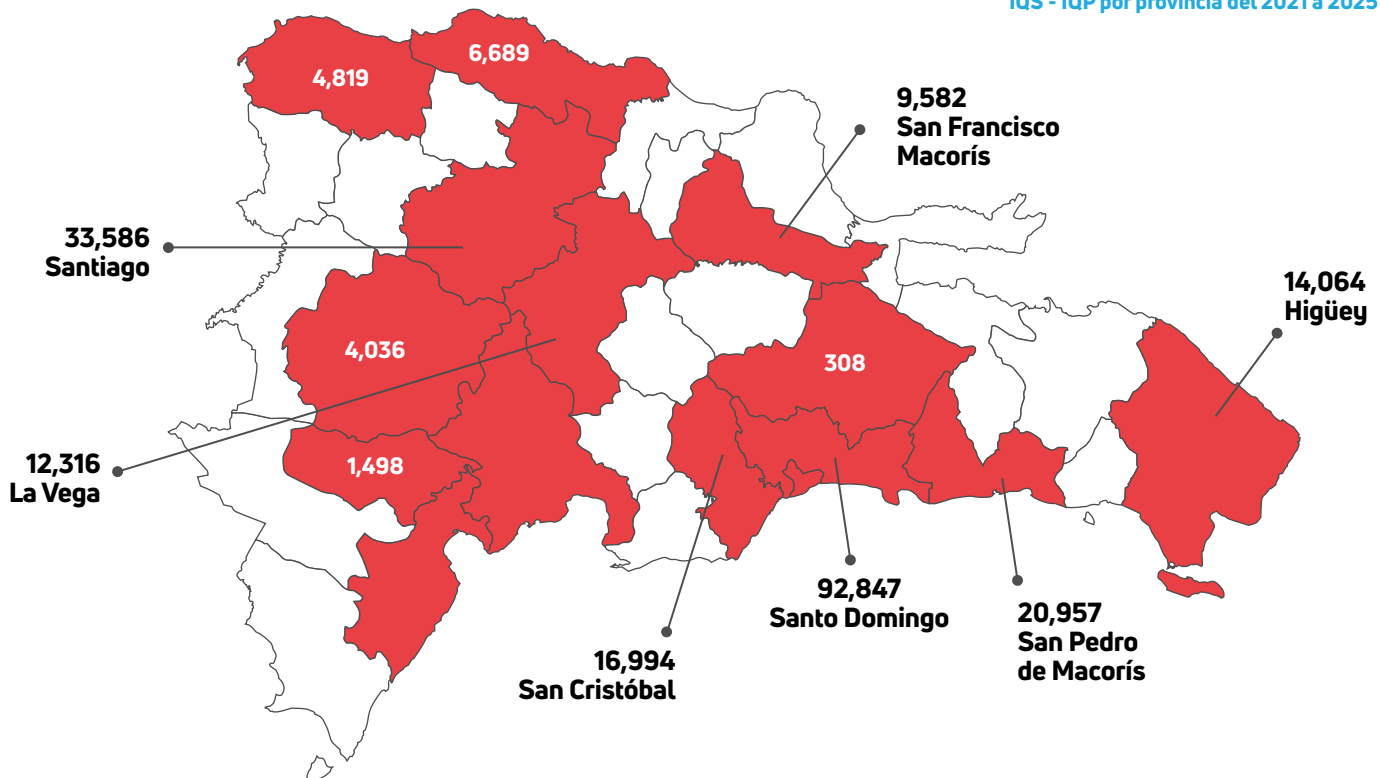 IQS - IQP por provincia del 2021 a 2025
4,819
6,689
9,582
San Francisco
Macorís
33,586
Santiago
14,064
Higüey
4,036
308
12,316
La Vega
1,498
92,847
Santo Domingo
20,957
San Pedro
de Macorís
16,994
San Cristóbal